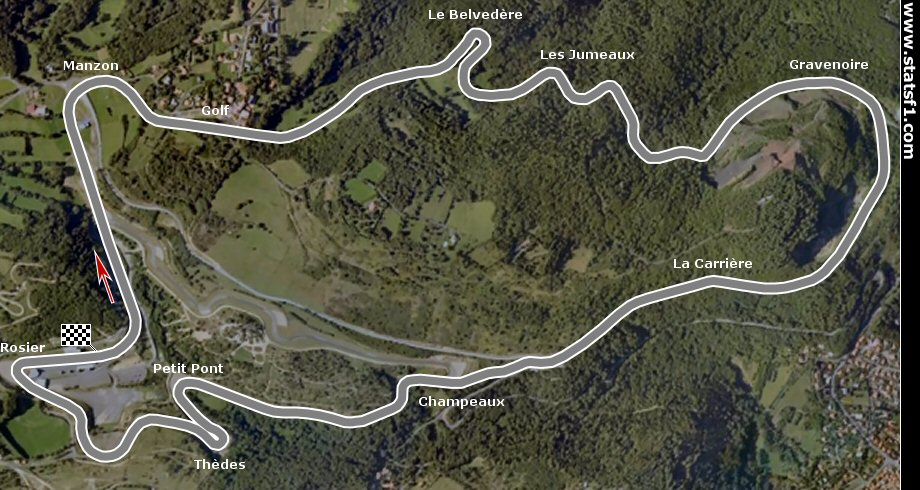 Le Belvedère
Les Jumeaux
Manzon
Gravenoire
Golf
www.statsf1.com
La Carrière
Rosier
Petit Pont
Champeaux
Thèdes